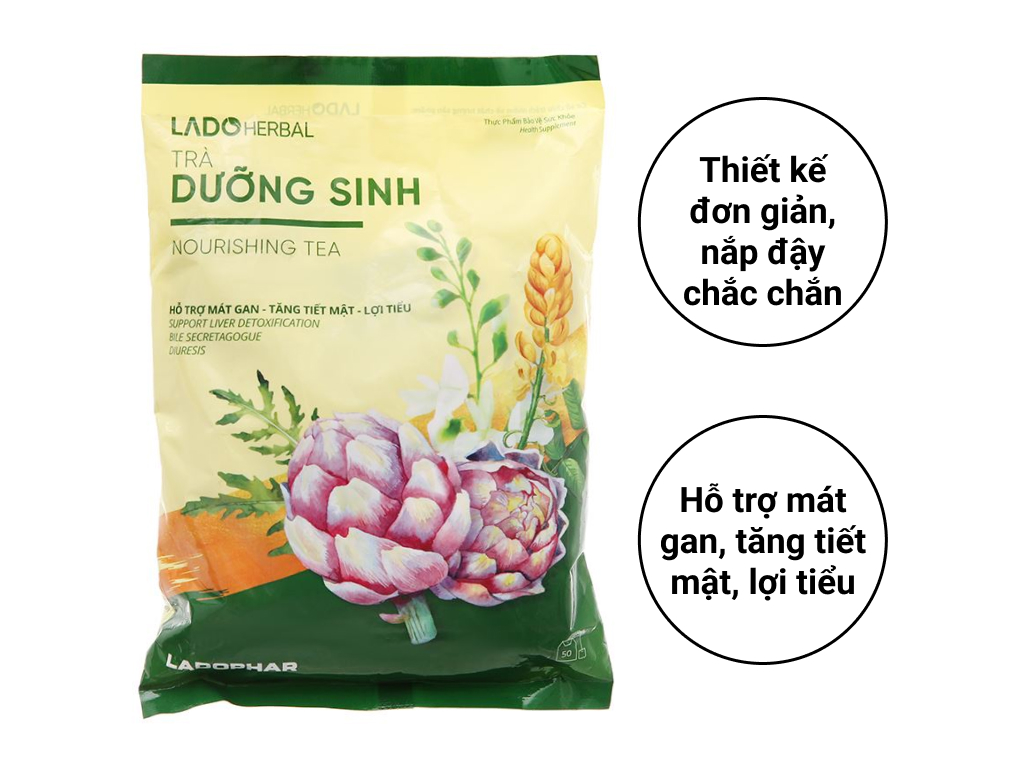 LADOHERBAL
Thực Phẩm Bảo Vệ Sức Khỏe
Health Supplement
TRÀ
DƯỠNG SINH
NOURISHING TEA
HỖ TRỢ MÁT GAN - TĂNG TIẾT MẬT - LỢI TIỂU
SUPPORT LIVER DETOXIFICATION
BILE SECRETAGOGUE
DIURESIS
LADOPHAR
50
Thiết kế
đơn giản,
nắp đậy
chắc chắn
Hỗ trợ mát
gan, tăng tiết
mật, lợi tiểu